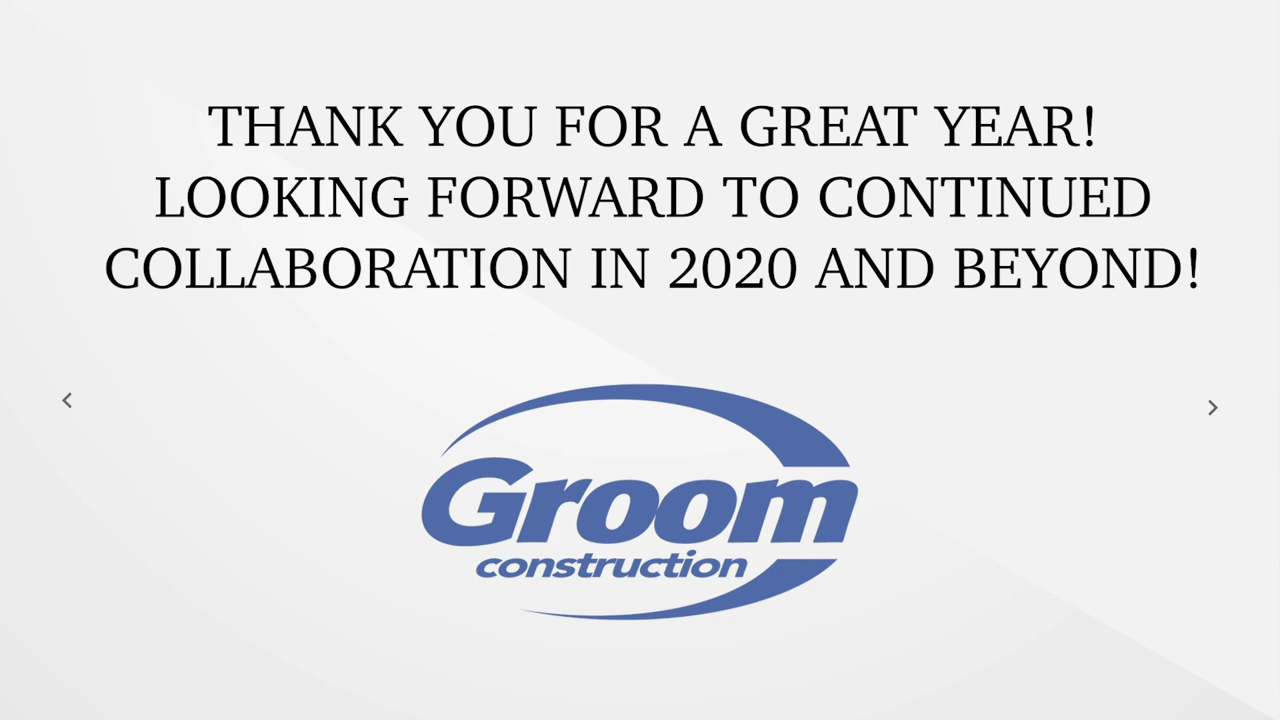 THANK YOU FOR A GREAT YEAR!
LOOKING FORWARD TO CONTINUED
COLLABORATION IN 2020 AND BEYOND!
Groom
construction